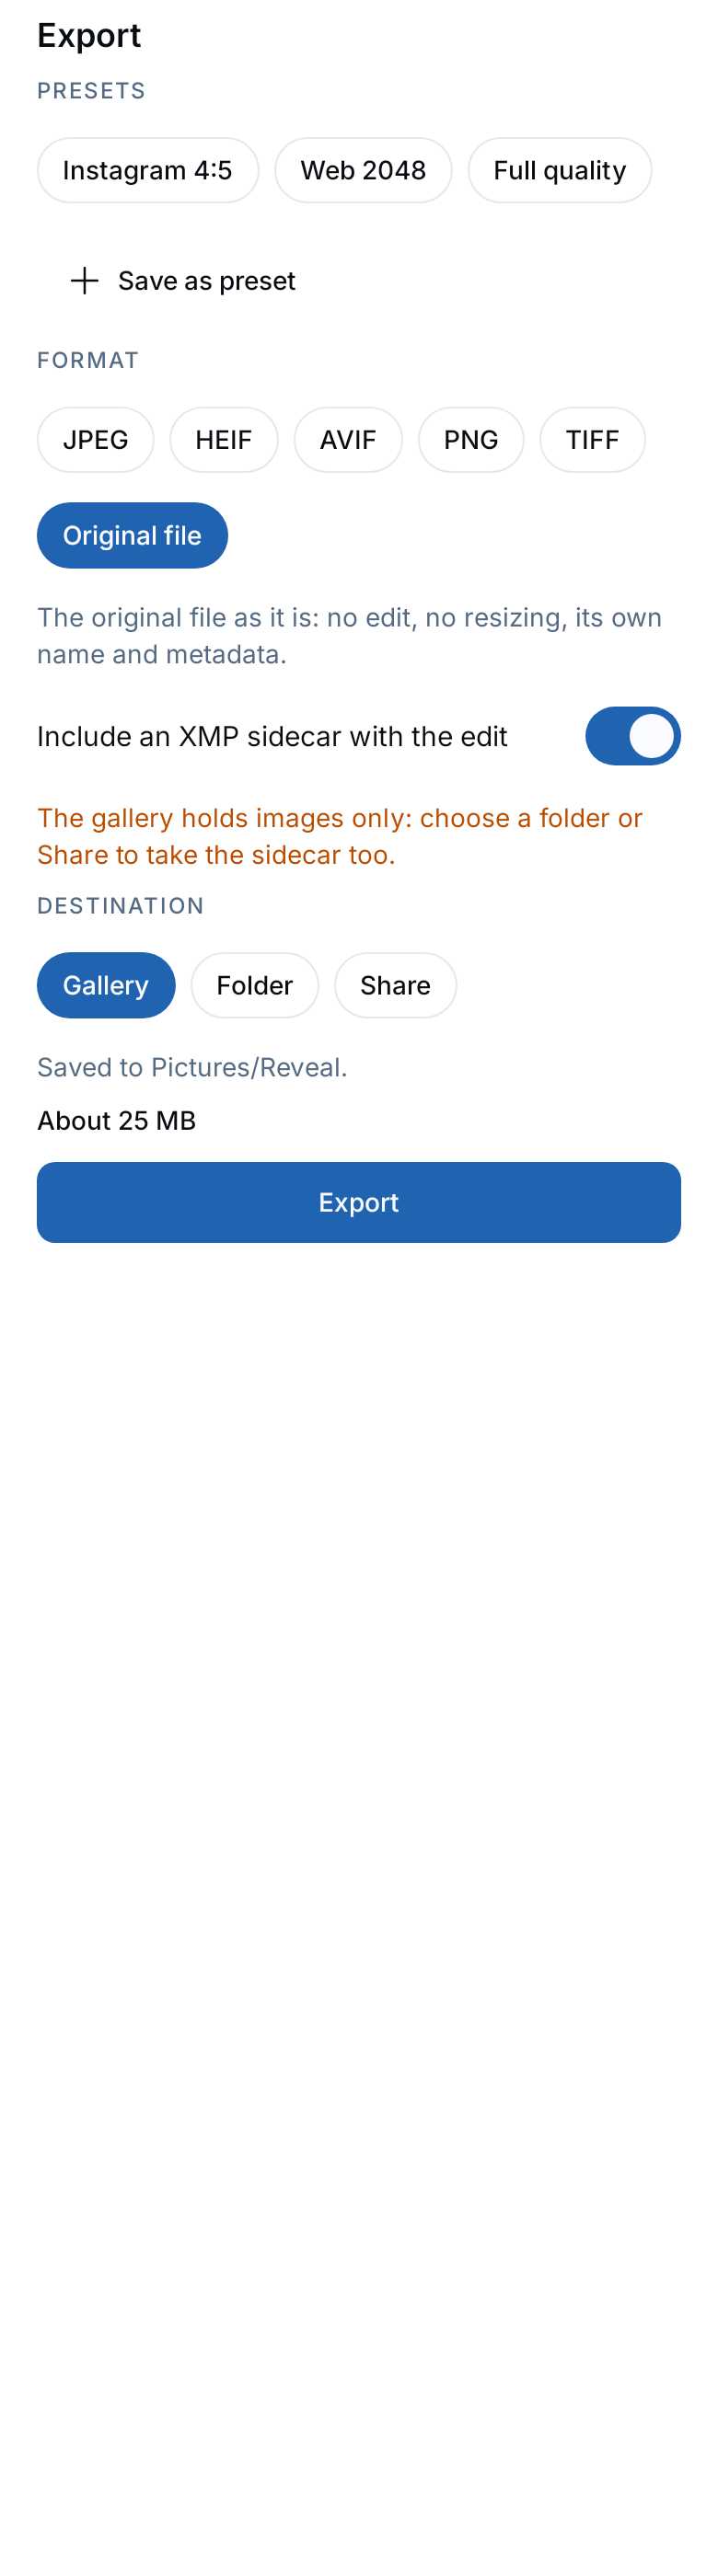 Export
PRESETS
Instagram 4:5
Web 2048
Full quality
Save as preset
FORMAT
JPEG
HEIF
AVIF
PNG
TIFF
Original file
The original file as it is: no edit, no resizing, its own
name and metadata.
Include an XMP sidecar with the edit
The gallery holds images only: choose a folder or
Share to take the sidecar too.
DESTINATION
Gallery
Folder
Share
Saved to Pictures/Reveal.
About 25 MB
Export